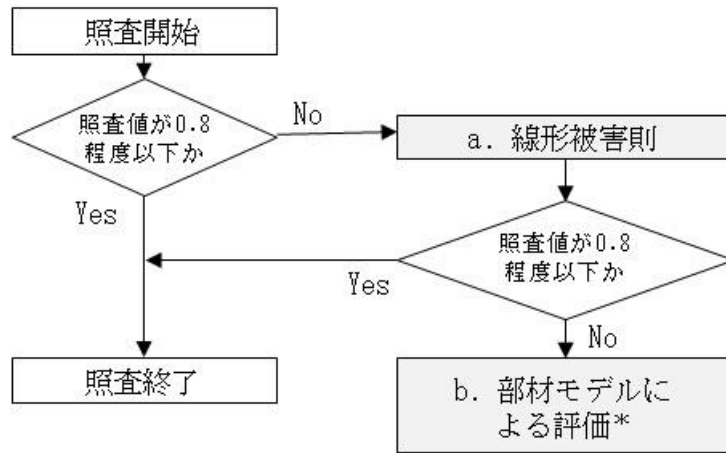 照査開始
照査値が0.8
程度以下か
No
a. 線形被害則
Yes
照査値が0.8
程度以下か
Yes
No
照査終了
b. 部材モデルに
よる評価*